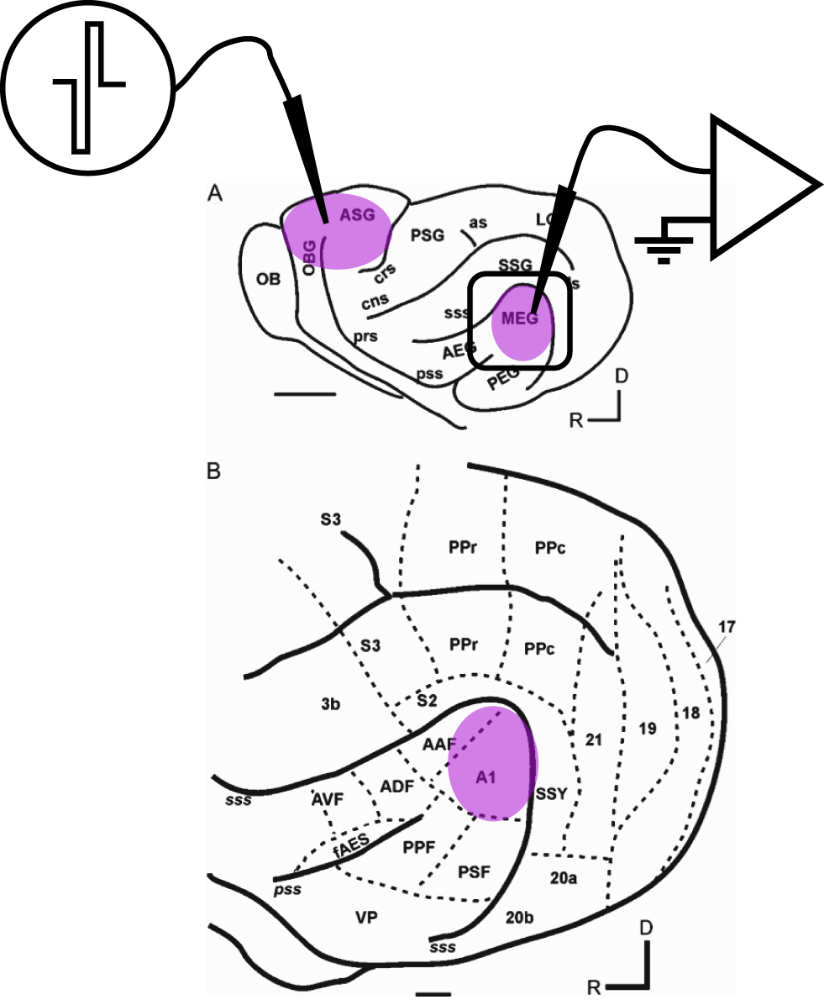 A
ASG
as
LG
PSG
OBG
OB
crs
SSG
ls
cns
sss
MEG
prs
AEG
pss
PEG
D
R
B
S3
PPr
PPc
17
S3
PPr
PPc
3b
S2
18
19
21
AAF
A1
SSY
ADF
AVF
sss
fAES
PPF
PSF
20a
pss
VP
20b
sss
D
R